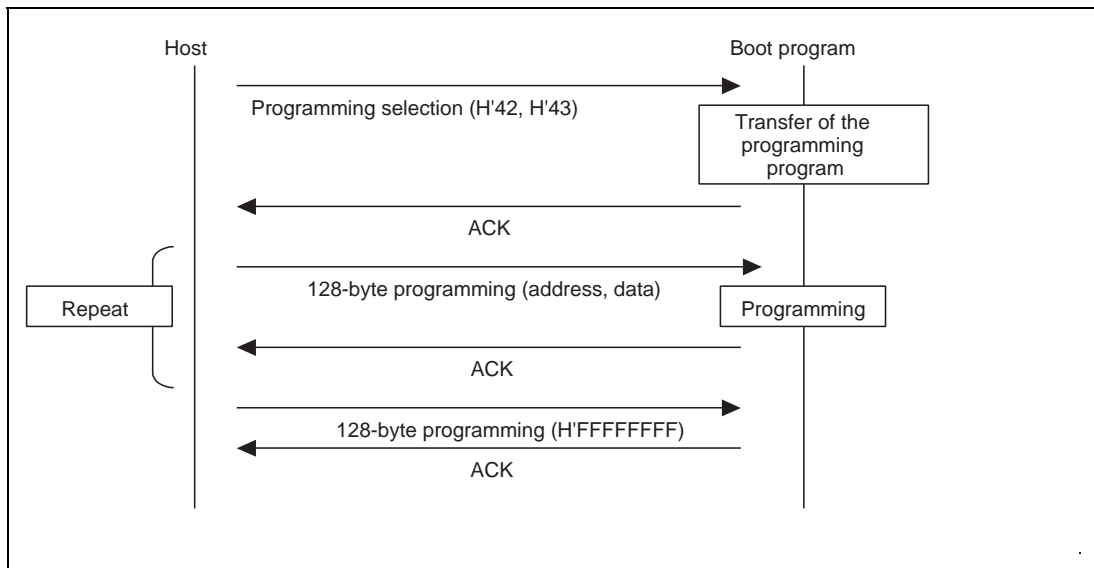 Host
Boot program
Programming selection (H'42, H'43)
Transfer of the
programming
program
ACK
128-byte programming (address, data)
Repeat
Programming
ACK
128-byte programming (H'FFFFFFFF)
ACK